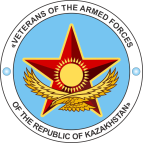 «VETERANS OF THE ARMED FORCES
OF THE REPUBLIC OF KAZAKHSTAN»